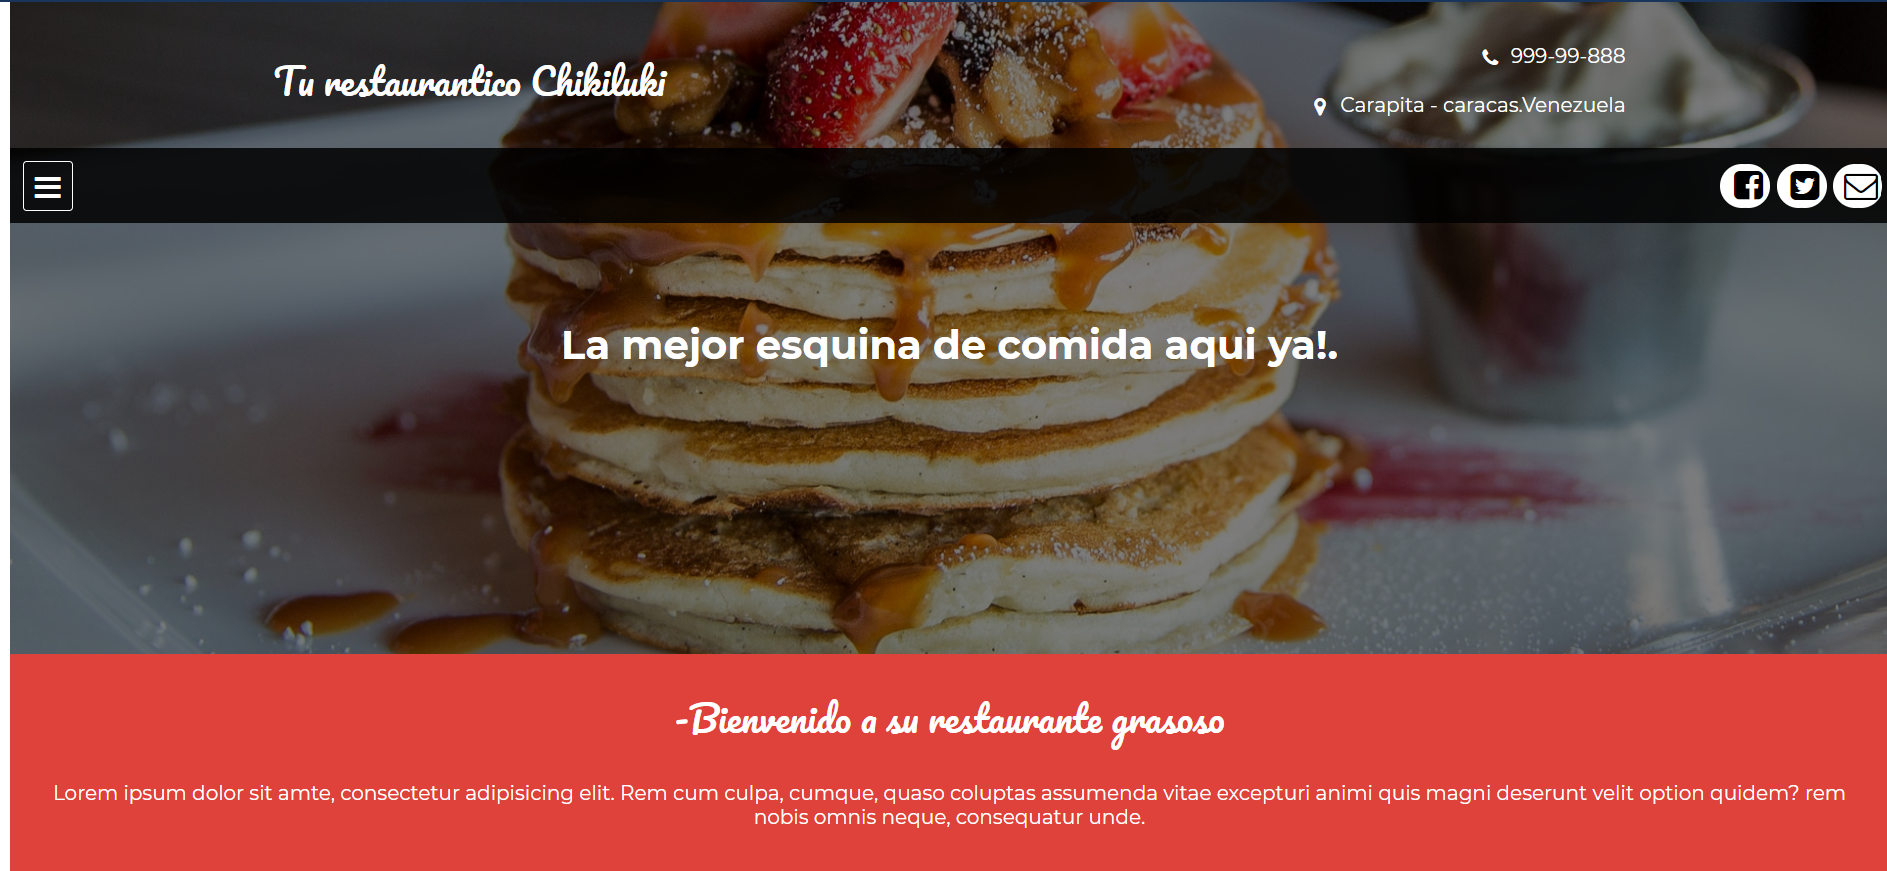 Tu restaurantico Chikiluki
999-99-888
Carapita - caracas.Venezuela
La mejor esquina de comida aqui ya!.
-Bienvenido a su restaurante grasoso
Lorem ipsum dolor sit amte, consectetur adipisicing elit. Rem cum culpa, cumque, quaso coluptas assumenda vitae excepturi animi quis magni deserunt velit option quidem? rem
nobis omnis neque, consequatur unde.